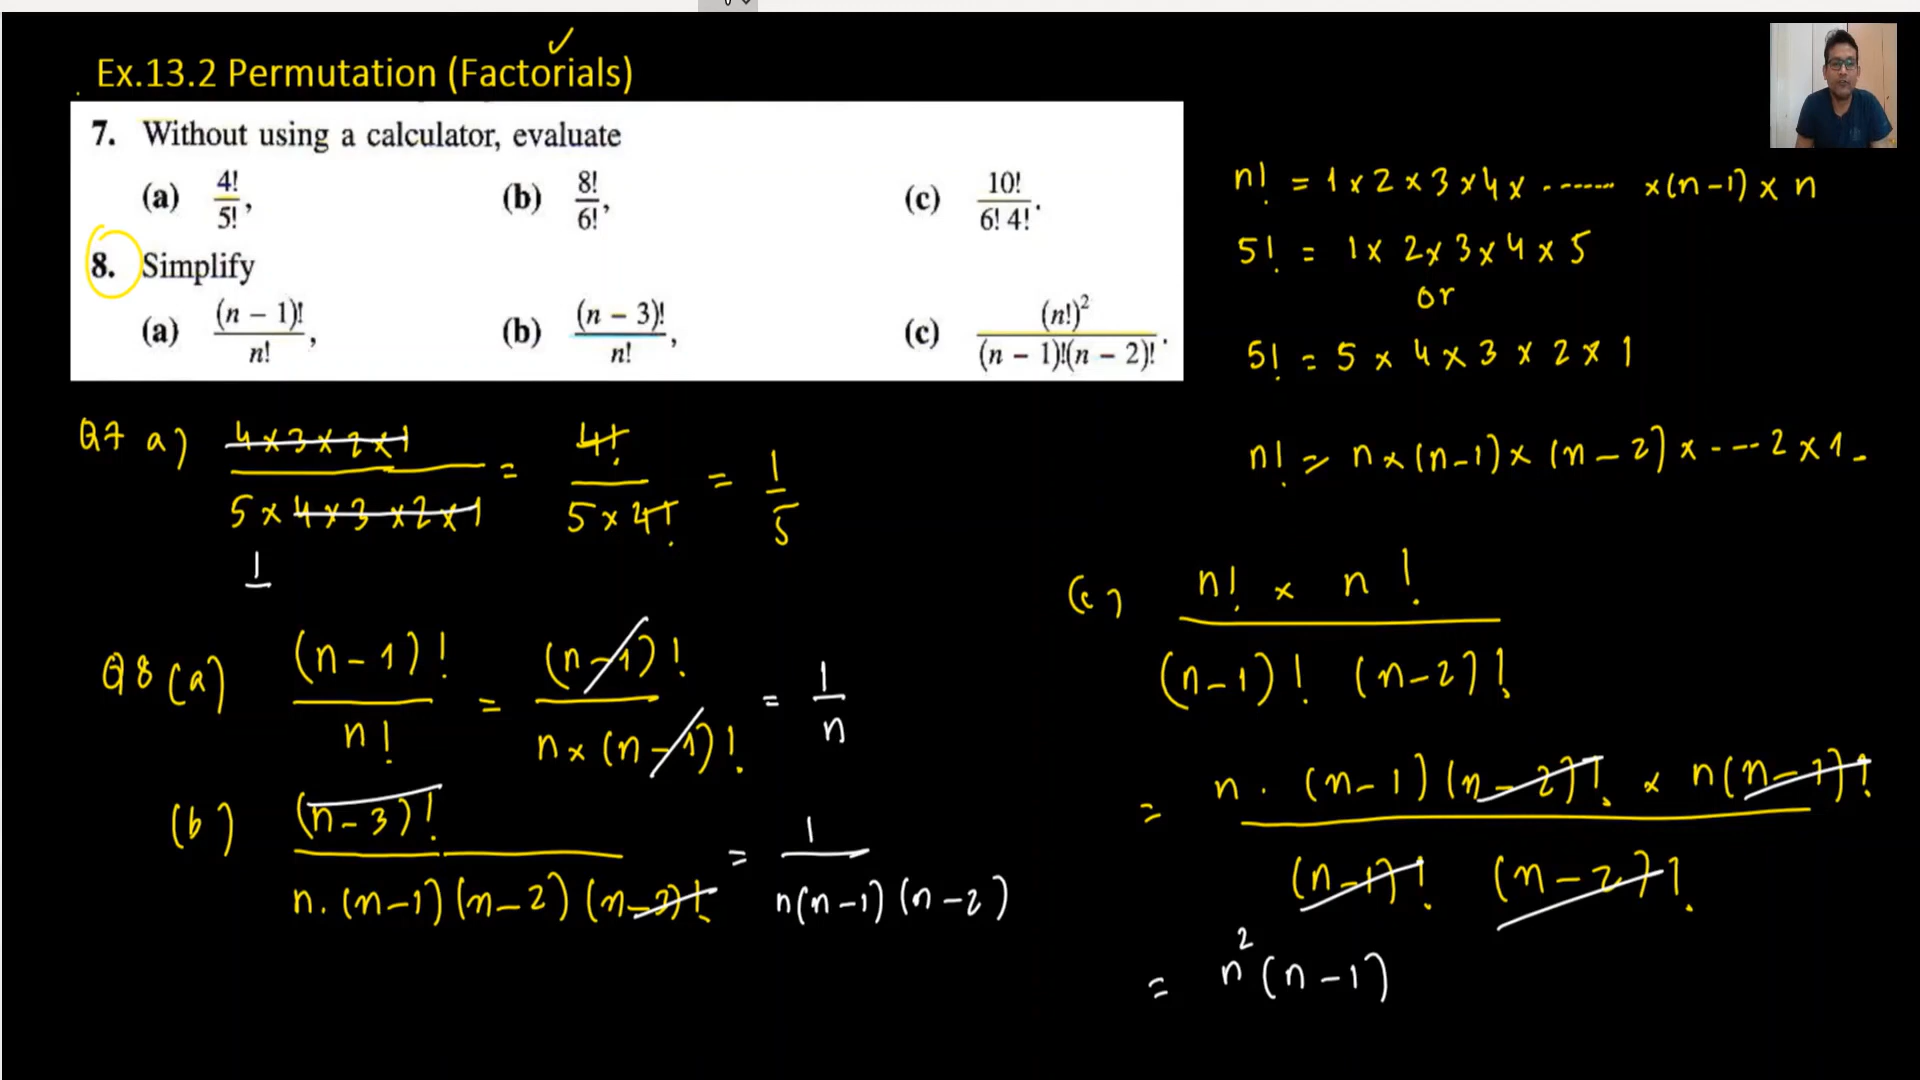 Ex.13.2 Permutation (Factorials) ✓
7. Without using a calculator, evaluate
(a) 4!/5!, (b) 8!/6!, (c) 10!/(6! 4!).
8. Simplify
(a) (n − 1)!/n!, (b) (n − 3)!/n!, (c) (n!)²/((n − 1)!(n − 2)!).
n! = 1 × 2 × 3 × 4 × ....... × (n-1) × n
5! = 1 × 2 × 3 × 4 × 5
or
5! = 5 × 4 × 3 × 2 × 1
n! = n × (n-1) × (n-2) × ---- 2 × 1.
Q7 a) (4 × 3 × 2 × 1)/(5 × 4 × 3 × 2 × 1) = 4!/(5 × 4!) = 1/5
1
Q8 (a) (n-1)!/n! = (n-1)!/(n × (n-1)!) = 1/n
(b) (n-3)!/(n.(n-1)(n-2)(n-3)!) = 1/(n(n-1)(n-2))
(c) (n! × n!)/((n-1)! (n-2)!)
= (n.(n-1)(n-2)! × n(n-1)!)/((n-1)! (n-2)!)
= n²(n-1)